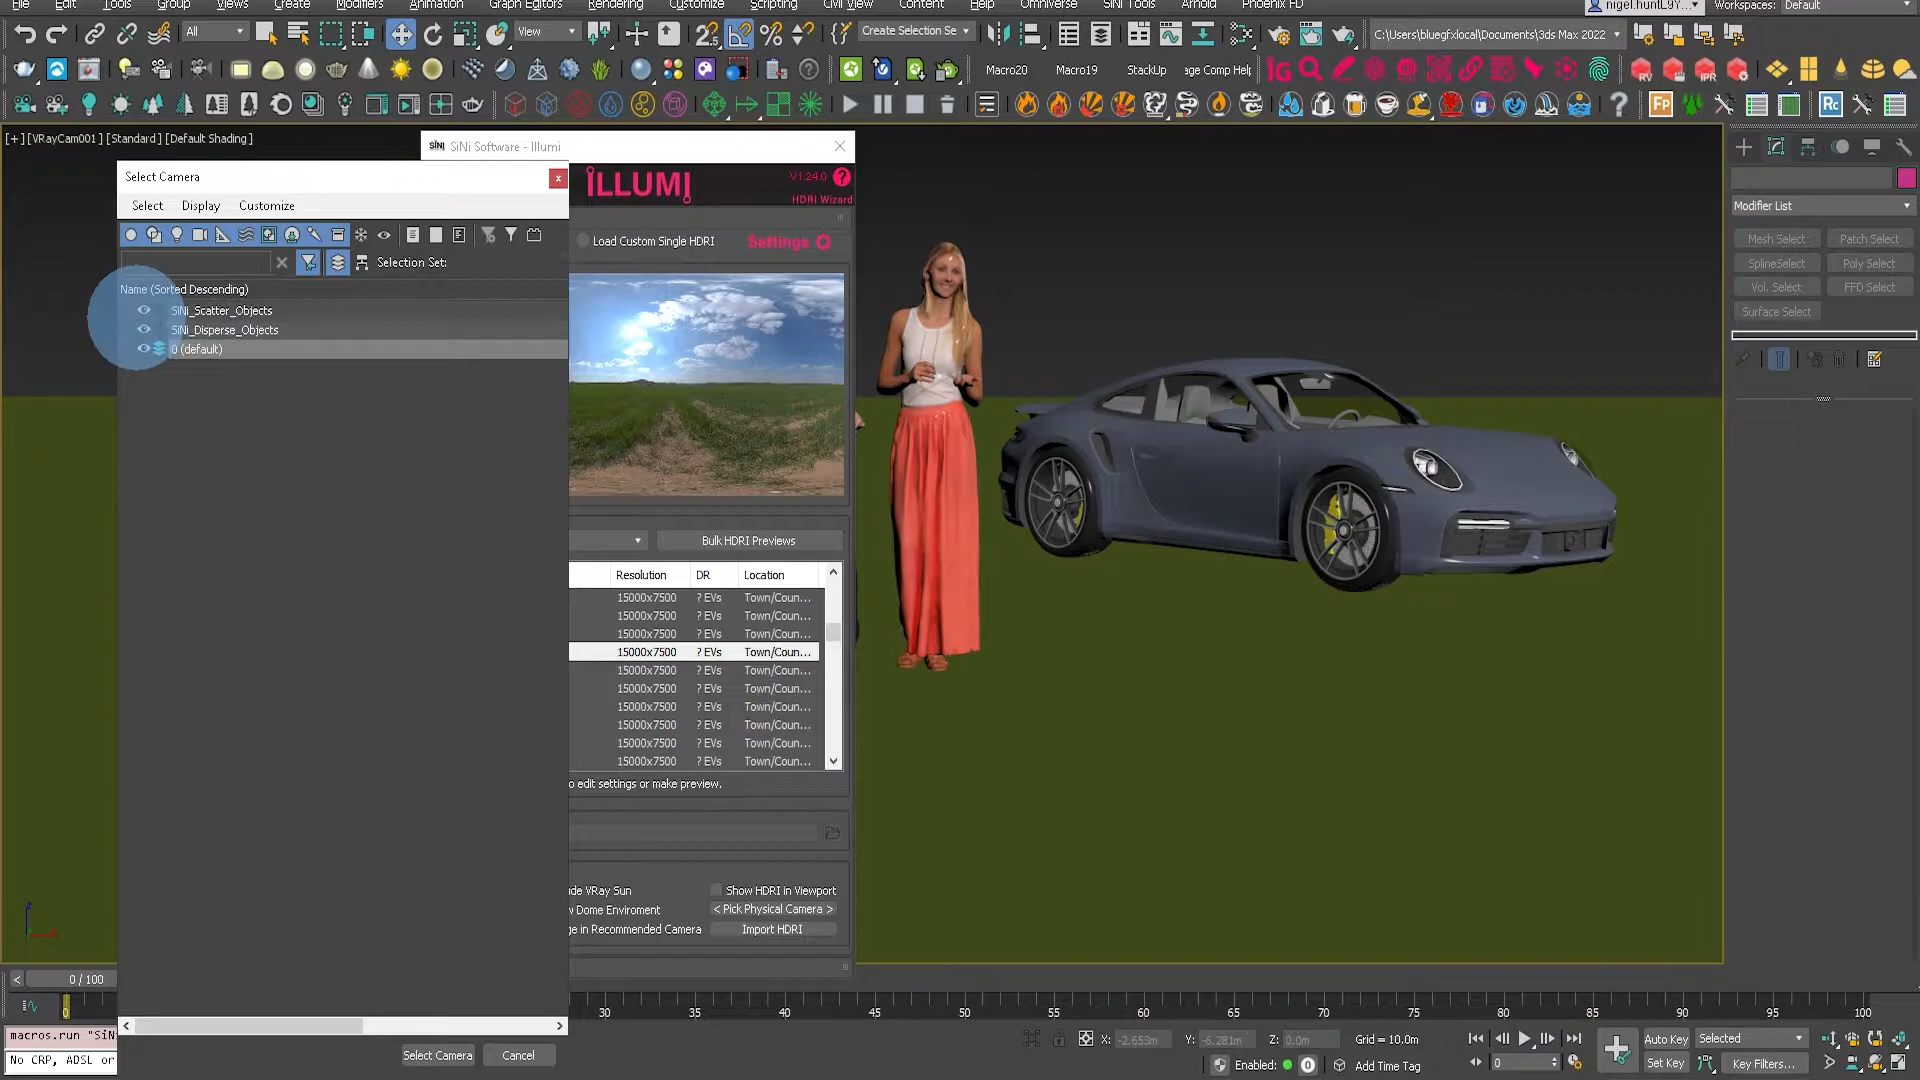 File Edit Tools Group Views Create Modifiers Animation Graph Editors Rendering Customize Scripting Civil View Content Help Omniverse SiNi Tools Arnold Phoenix FD
nigel.huntL9Y... Workspaces: Default
All View Create Selection Se C:\Users\bluegfxlocal\Documents\3ds Max 2022
Macro20 Macro19 StackUp age Comp Help
[+] [VRayCam001] [Standard] [Default Shading]
SiNi SiNi Software - Illumi
Select Camera
ILLUMI V1.24.0 ?
HDRI Wizard
Select Display Customize
Modifier List
Load Custom Single HDRI Settings
Mesh Select Patch Select
SplineSelect Poly Select
Vol. Select FFD Select
Surface Select
Selection Set:
Name (Sorted Descending)
SiNi_Scatter_Objects
SiNi_Disperse_Objects
0 (default)
Bulk HDRI Previews
Resolution DR Location
15000x7500 ? EVs Town/Coun...
15000x7500 ? EVs Town/Coun...
15000x7500 ? EVs Town/Coun...
15000x7500 ? EVs Town/Coun...
15000x7500 ? EVs Town/Coun...
15000x7500 ? EVs Town/Coun...
15000x7500 ? EVs Town/Coun...
15000x7500 ? EVs Town/Coun...
15000x7500 ? EVs Town/Coun...
15000x7500 ? EVs Town/Coun...
o edit settings or make preview.
de VRay Sun Show HDRI in Viewport
w Dome Enviroment < Pick Physical Camera >
ge in Recommended Camera Import HDRI
0 / 100
0 30 35 40 45 50 55 60 65 70 75 80 85 90 95 100
macros.run "SiN
No CRP, ADSL or
Select Camera Cancel
X: -2.653m Y: -6.281m Z: 0.0m Grid = 10.0m
Enabled: 0 Add Time Tag
0
Auto Key Selected
Set Key Key Filters...